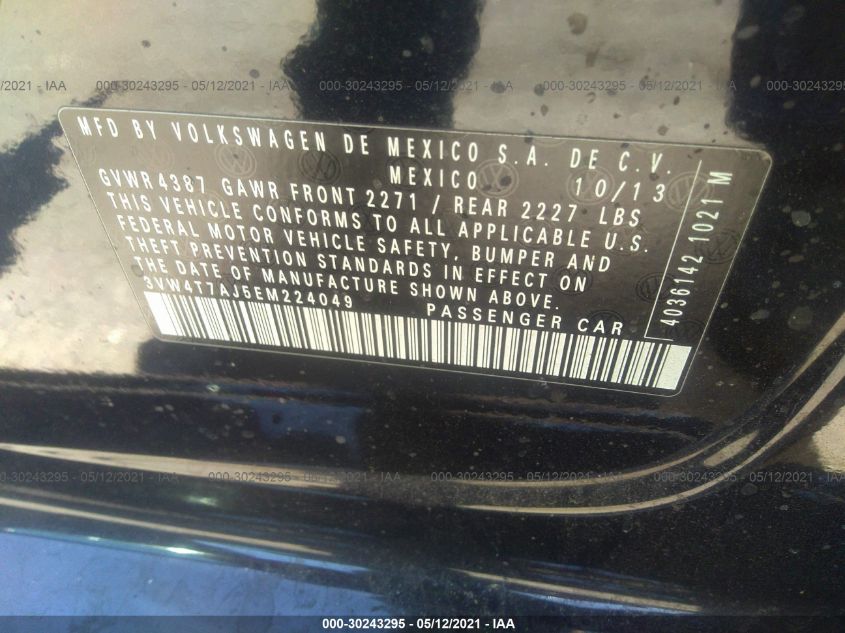 000-30243295 - 05/12/2021 - IAA
MFD BY VOLKSWAGEN DE MEXICO S.A. DE C.V.
MEXICO 10/13
GVWR 4387 GAWR FRONT 2271 / REAR 2227 LBS
THIS VEHICLE CONFORMS TO ALL APPLICABLE U.S.
FEDERAL MOTOR VEHICLE SAFETY, BUMPER AND
THEFT PREVENTION STANDARDS IN EFFECT ON
THE DATE OF MANUFACTURE SHOWN ABOVE.
3VW4T7AJ5EM224049 PASSENGER CAR
4036142 1021 M
000-30243295 - 05/12/2021 - IAA
000-30243295 - 05/12/2021 - IAA